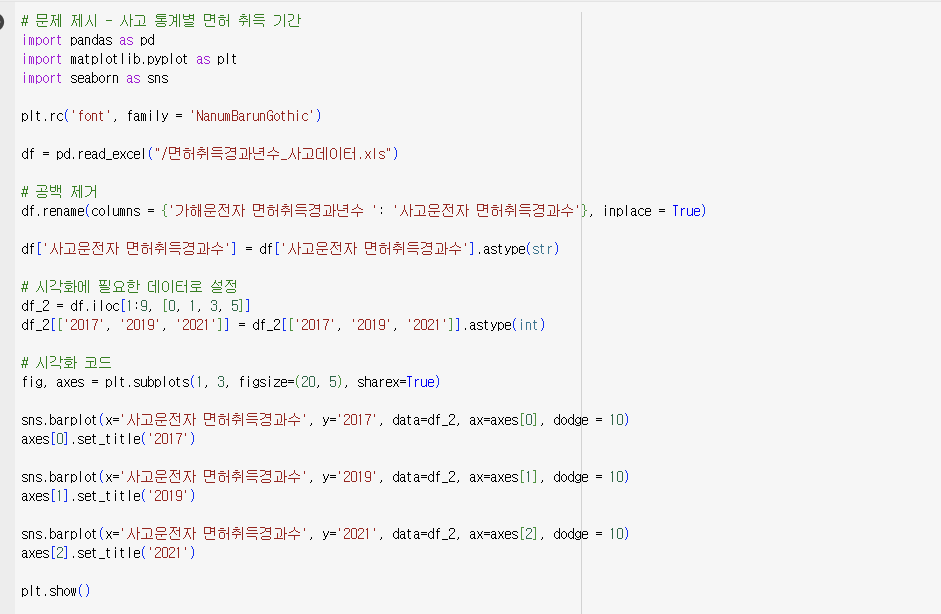 # 문제 제시 - 사고 통계별 면허 취득 기간
import pandas as pd
import matplotlib.pyplot as plt
import seaborn as sns
plt.rc('font', family = 'NanumBarunGothic')
df = pd.read_excel("/면허취득경과년수_사고데이터.xls")
# 공백 제거
df.rename(columns = {'가해운전자 면허취득경과년수 ': '사고운전자 면허취득경과수'}, inplace = True)
df['사고운전자 면허취득경과수'] = df['사고운전자 면허취득경과수'].astype(str)
# 시각화에 필요한 데이터로 설정
df_2 = df.iloc[1:9, [0, 1, 3, 5]]
df_2[['2017', '2019', '2021']] = df_2[['2017', '2019', '2021']].astype(int)
# 시각화 코드
fig, axes = plt.subplots(1, 3, figsize=(20, 5), sharex=True)
sns.barplot(x='사고운전자 면허취득경과수', y='2017', data=df_2, ax=axes[0], dodge = 10)
axes[0].set_title('2017')
sns.barplot(x='사고운전자 면허취득경과수', y='2019', data=df_2, ax=axes[1], dodge = 10)
axes[1].set_title('2019')
sns.barplot(x='사고운전자 면허취득경과수', y='2021', data=df_2, ax=axes[2], dodge = 10)
axes[2].set_title('2021')
plt.show()